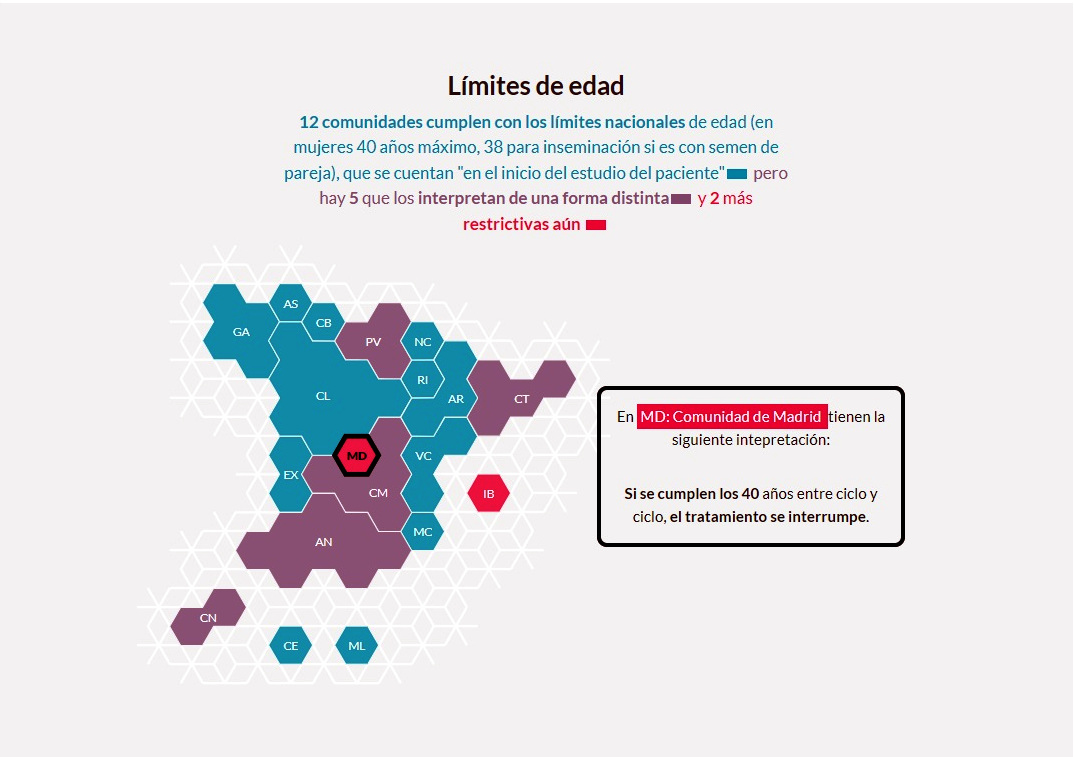 Límites de edad
12 comunidades cumplen con los límites nacionales de edad (en
mujeres 40 años máximo, 38 para inseminación si es con semen de
pareja), que se cuentan "en el inicio del estudio del paciente" pero
hay 5 que los interpretan de una forma distinta y 2 más
restrictivas aún
AS
CB
GA
PV
NC
RI
CL
AR
CT
En MD: Comunidad de Madrid tienen la
siguiente intepretación:
MD
VC
EX
CM
IB
Si se cumplen los 40 años entre ciclo y
ciclo, el tratamiento se interrumpe.
MC
AN
CN
CE
ML